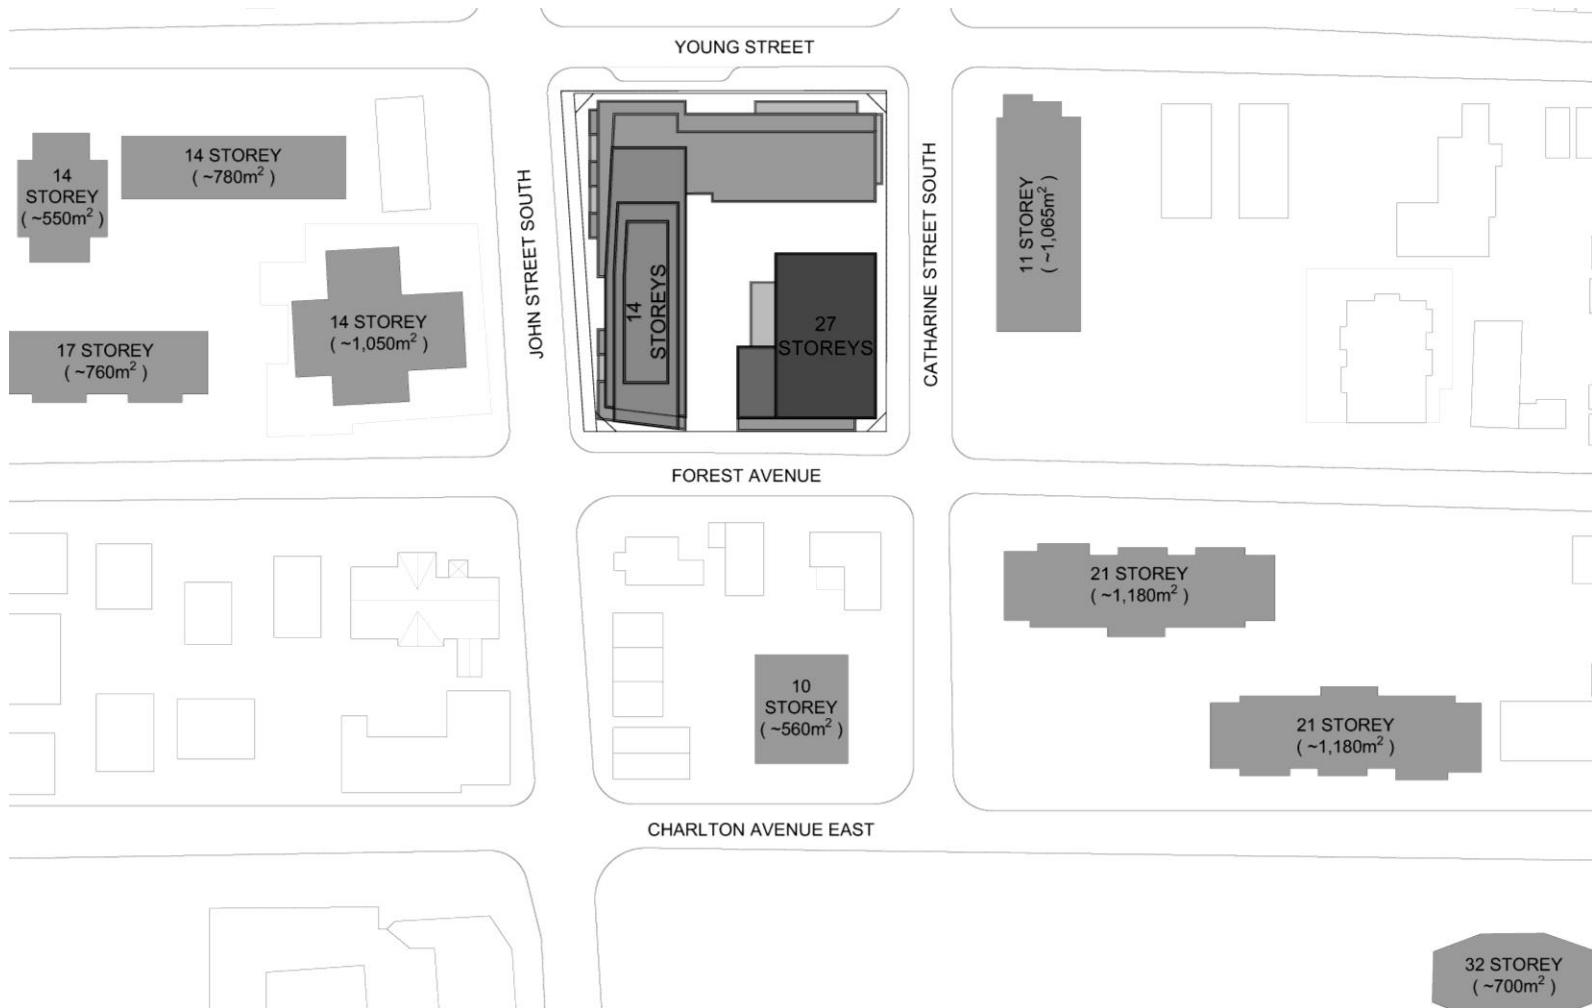 YOUNG STREET
14 STOREY
( ~780m² )
14
STOREY
( ~550m² )
JOHN STREET SOUTH
CATHARINE STREET SOUTH
11 STOREY
( ~1,065m² )
14 STOREY
( ~1,050m² )
17 STOREY
( ~760m² )
14
STOREYS
27
STOREYS
FOREST AVENUE
21 STOREY
( ~1,180m² )
10
STOREY
( ~560m² )
21 STOREY
( ~1,180m² )
CHARLTON AVENUE EAST
32 STOREY
( ~700m² )